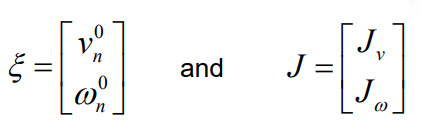 ξ = [ v_n^0 ; ω_n^0 ] and J = [ J_v ; J_ω ]